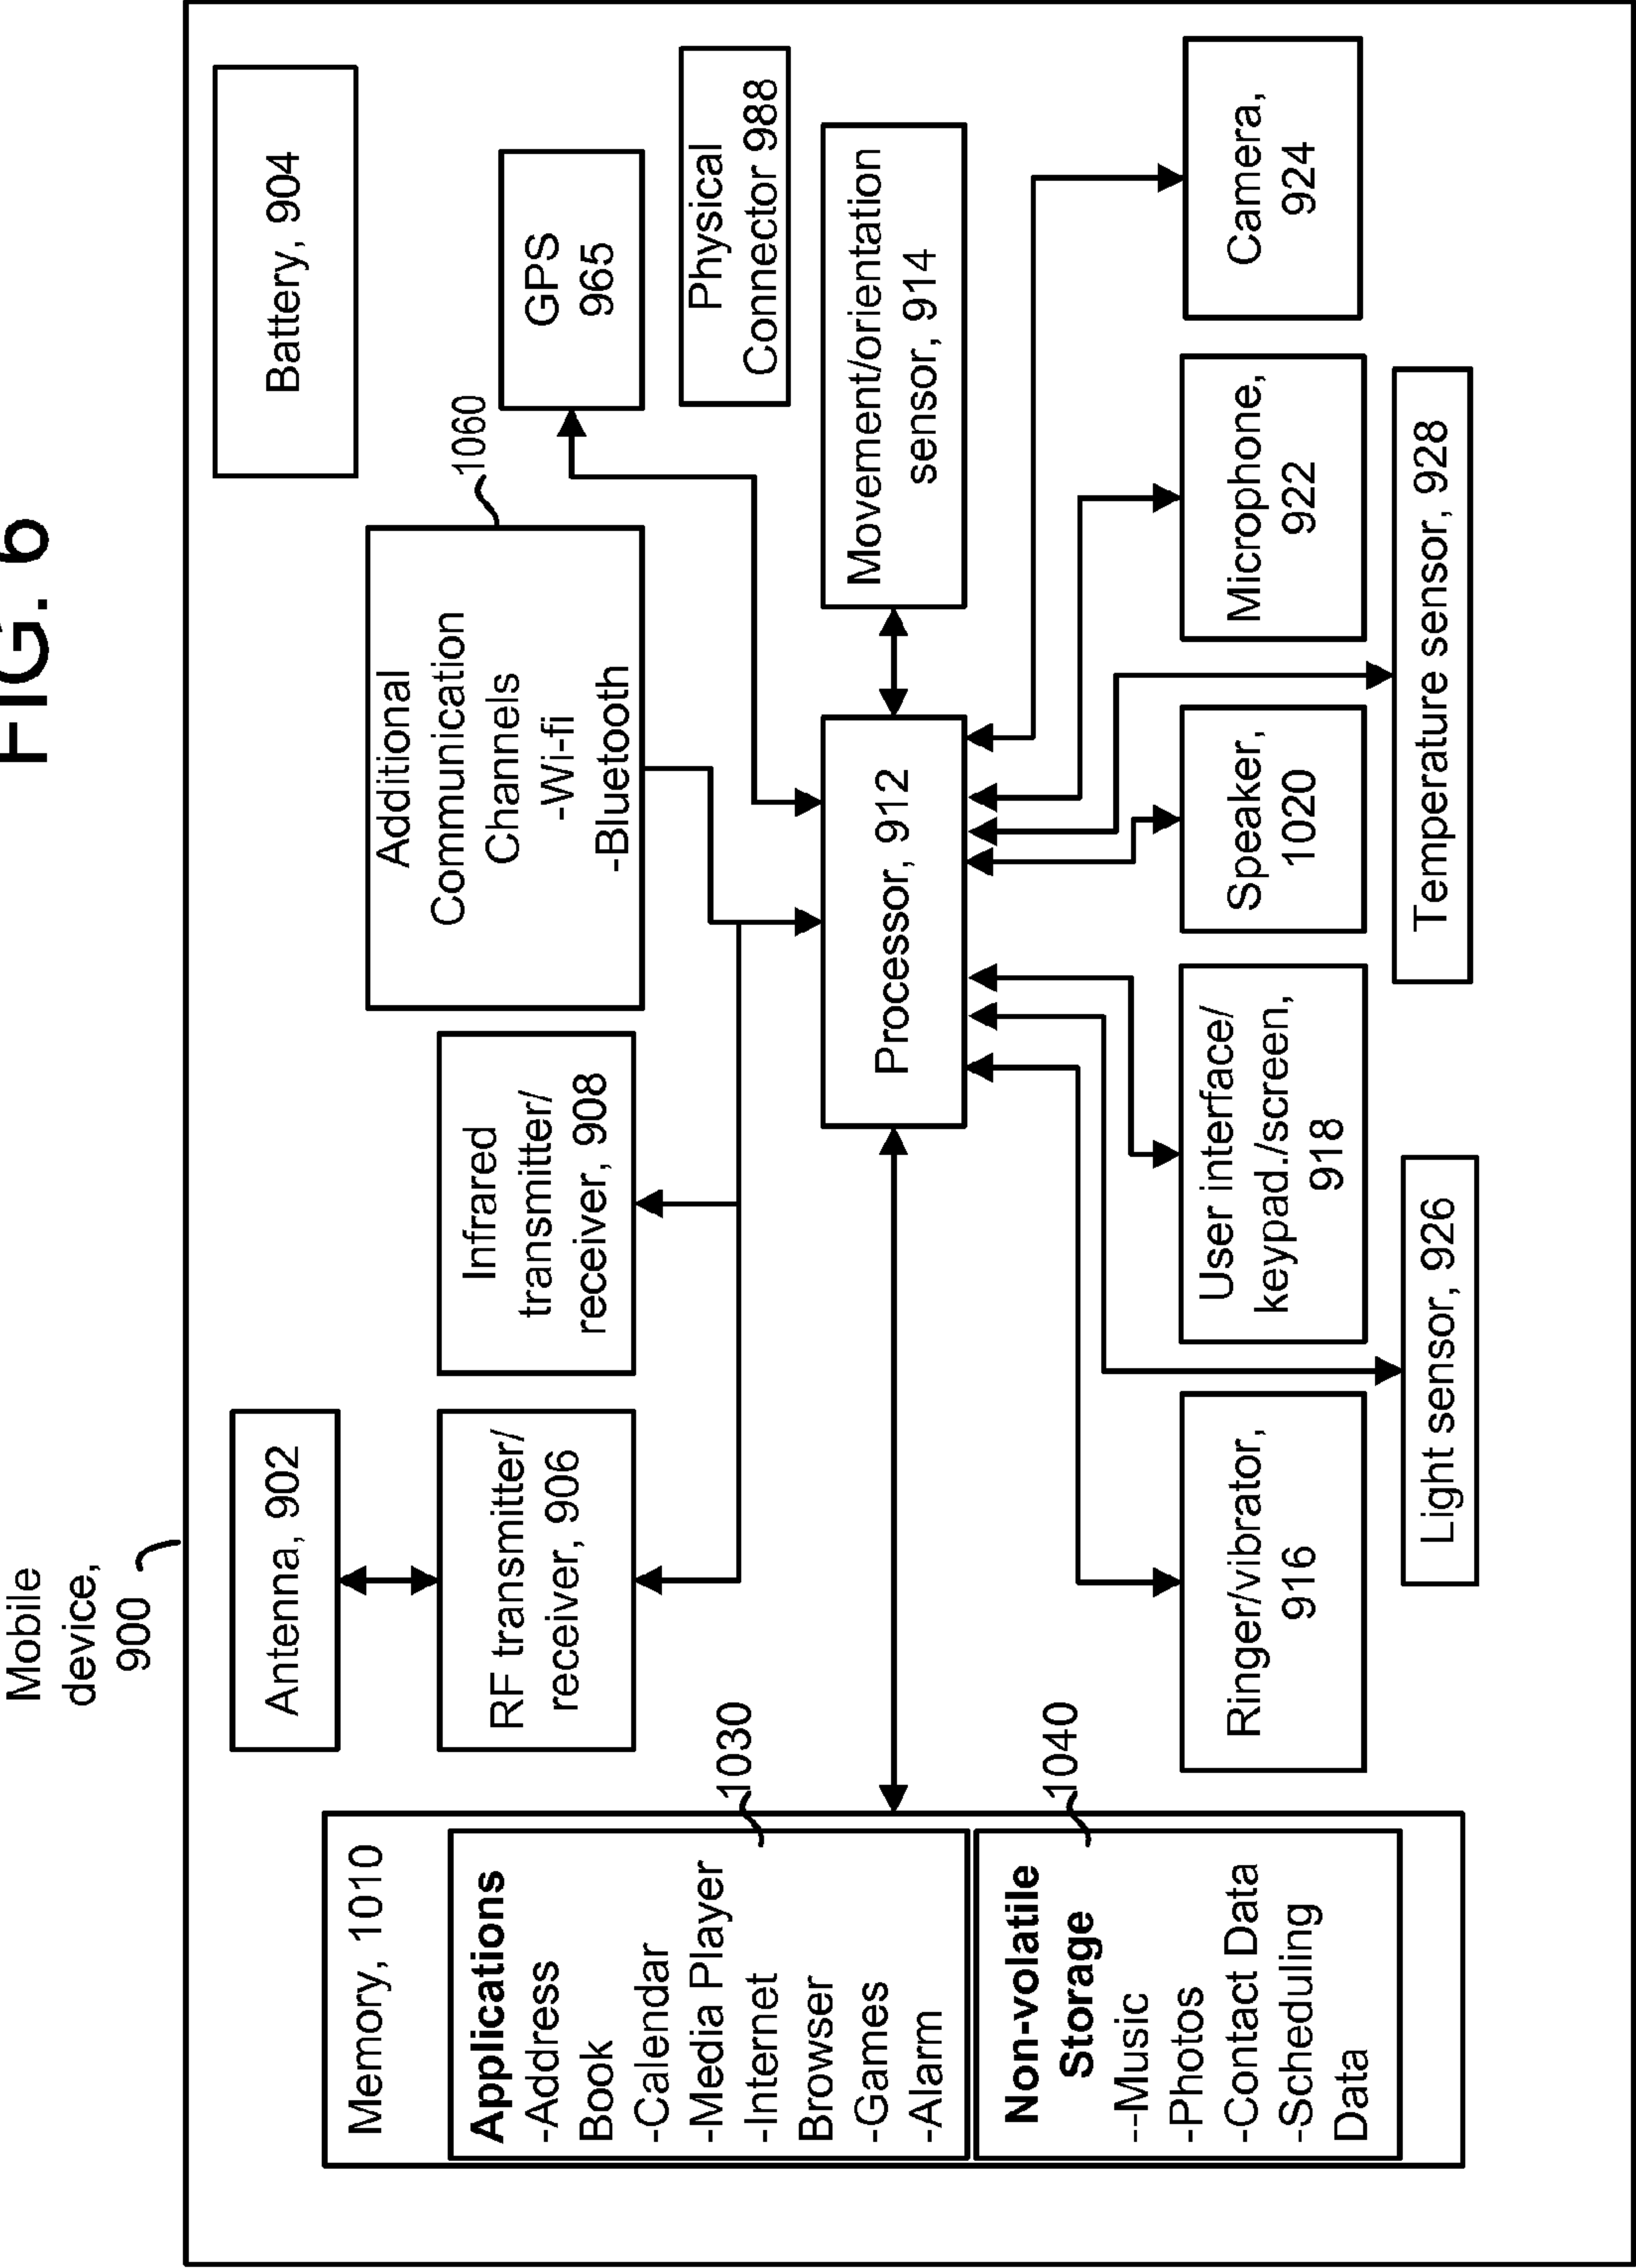 FIG. 6
Mobile
device,
900
Memory, 1010
Applications
-Address
Book
-Calendar
-Media Player
-Internet
Browser
-Games
-Alarm
1030
Non-volatile
Storage
--Music
-Photos
-Contact Data
-Scheduling
Data
1040
Antenna, 902
RF transmitter/
receiver, 906
Infrared
transmitter/
receiver, 908
Additional
Communication
Channels
-Wi-fi
-Bluetooth
1060
Battery, 904
GPS
965
Physical
Connector 988
Processor, 912
Movement/orientation
sensor, 914
Ringer/vibrator,
916
User interface/
keypad./screen,
918
Speaker,
1020
Microphone,
922
Camera,
924
Light sensor, 926
Temperature sensor, 928